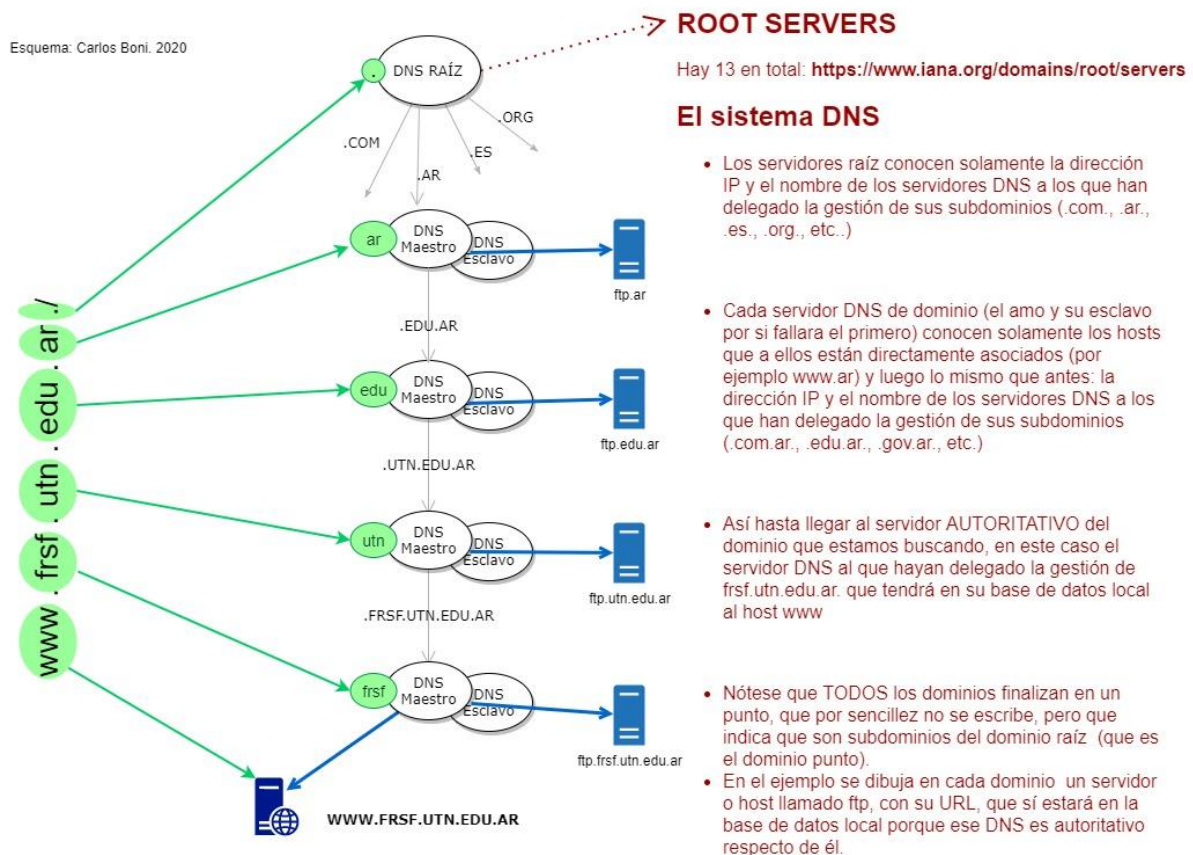 Esquema: Carlos Boni. 2020
. DNS RAÍZ
.COM
.AR
.ES
.ORG
ar
DNS
Maestro
DNS
Esclavo
ftp.ar
.EDU.AR
edu
DNS
Maestro
DNS
Esclavo
ftp.edu.ar
.UTN.EDU.AR
utn
DNS
Maestro
DNS
Esclavo
ftp.utn.edu.ar
.FRSF.UTN.EDU.AR
frsf
DNS
Maestro
DNS
Esclavo
ftp.frsf.utn.edu.ar
WWW.FRSF.UTN.EDU.AR
www . frsf . utn . edu . ar ./
ROOT SERVERS
Hay 13 en total: https://www.iana.org/domains/root/servers
El sistema DNS
• Los servidores raíz conocen solamente la dirección
IP y el nombre de los servidores DNS a los que han
delegado la gestión de sus subdominios (.com., .ar.,
.es., .org., etc..)
• Cada servidor DNS de dominio (el amo y su esclavo
por si fallara el primero) conocen solamente los hosts
que a ellos están directamente asociados (por
ejemplo www.ar) y luego lo mismo que antes: la
dirección IP y el nombre de los servidores DNS a los
que han delegado la gestión de sus subdominios
(.com.ar., .edu.ar., .gov.ar., etc.)
• Así hasta llegar al servidor AUTORITATIVO del
dominio que estamos buscando, en este caso el
servidor DNS al que hayan delegado la gestión de
frsf.utn.edu.ar. que tendrá en su base de datos local
al host www
• Nótese que TODOS los dominios finalizan en un
punto, que por sencillez no se escribe, pero que
indica que son subdominios del dominio raíz (que es
el dominio punto).
• En el ejemplo se dibuja en cada dominio un servidor
o host llamado ftp, con su URL, que sí estará en la
base de datos local porque ese DNS es autoritativo
respecto de él.